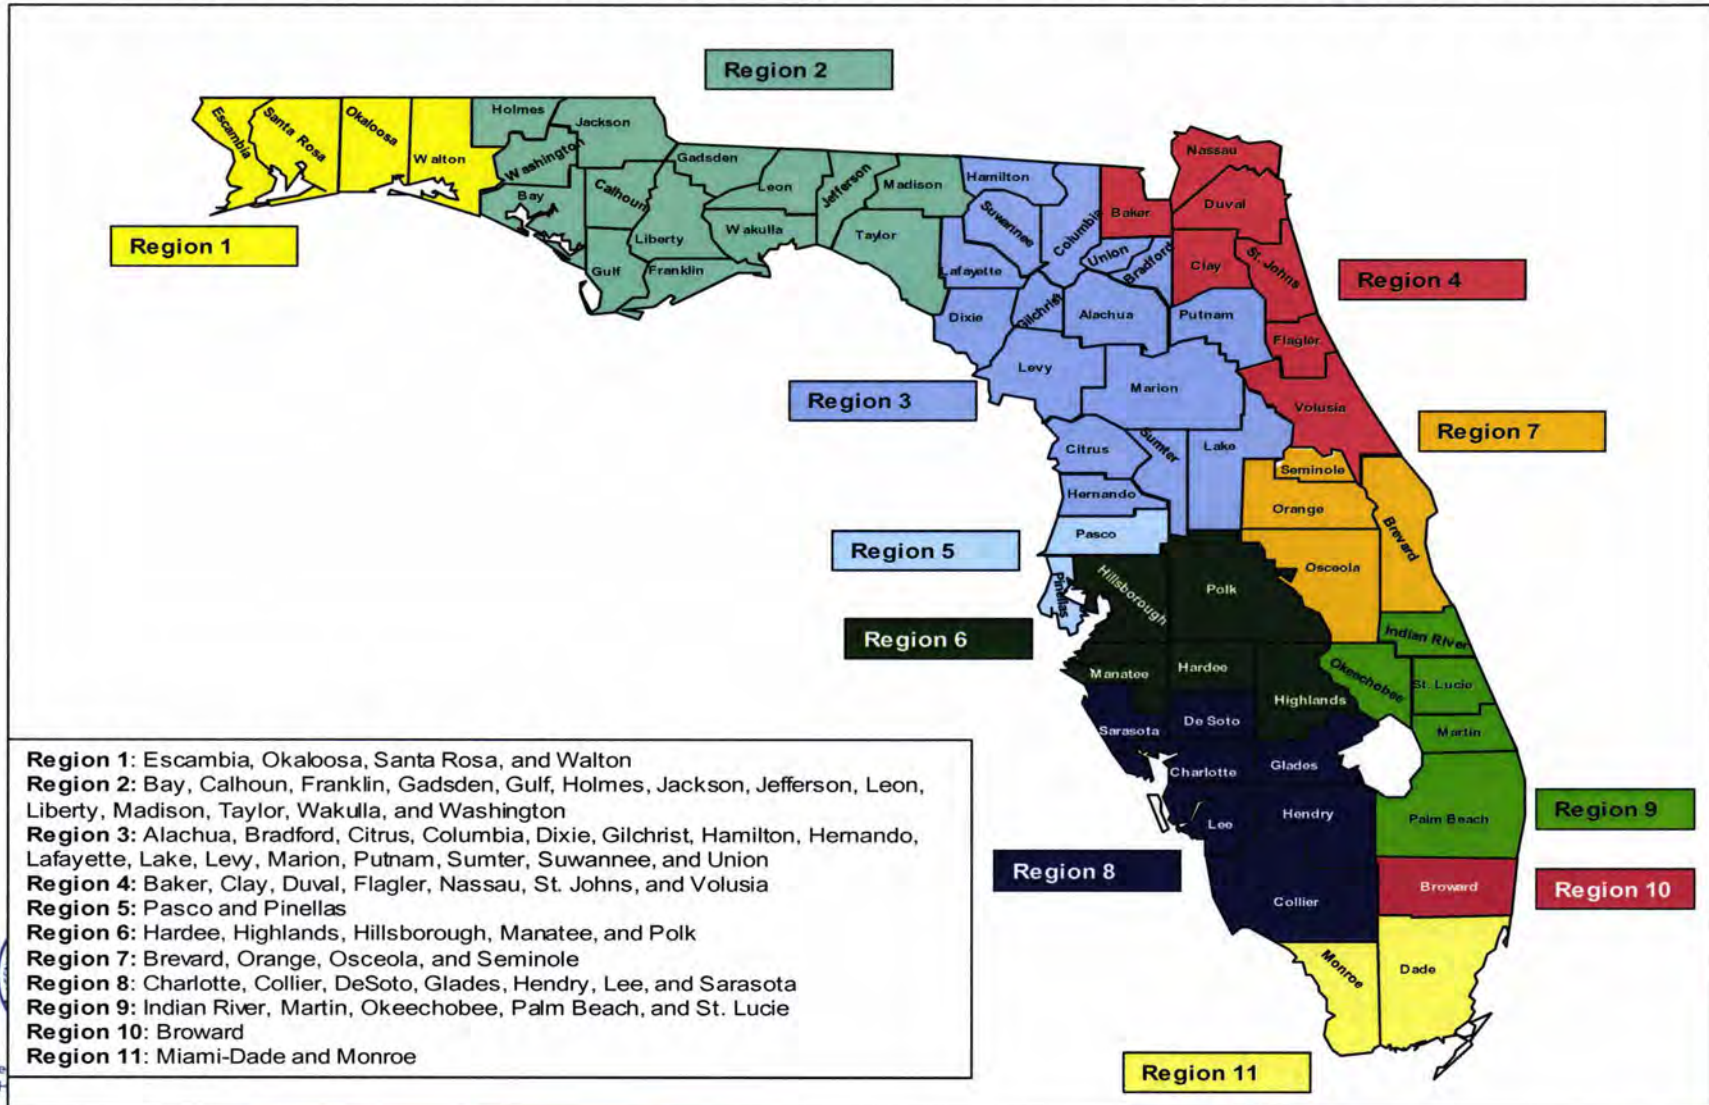 Region 2
Holmes
Jackson
Escambia
Santa Rosa
Okaloosa
Walton
Washington
Bay
Calhoun
Gadsden
Leon
Jefferson
Madison
Liberty
Wakulla
Taylor
Gulf
Franklin
Region 1
Hamilton
Suwannee
Columbia
Baker
Nassau
Duval
Union
Bradford
Clay
St. Johns
Lafayette
Region 4
Dixie
Gilchrist
Alachua
Putnam
Flagler
Levy
Marion
Region 3
Volusia
Region 7
Citrus
Sumter
Lake
Seminole
Hernando
Orange
Brevard
Pasco
Region 5
Osceola
Pinellas
Hillsborough
Polk
Region 6
Indian River
Manatee
Hardee
Okeechobee
St. Lucie
Highlands
Sarasota
De Soto
Martin
Charlotte
Glades
Region 9
Palm Beach
Lee
Hendry
Region 8
Broward
Region 10
Collier
Monroe
Dade
Region 11
Region 1: Escambia, Okaloosa, Santa Rosa, and Walton
Region 2: Bay, Calhoun, Franklin, Gadsden, Gulf, Holmes, Jackson, Jefferson, Leon,
Liberty, Madison, Taylor, Wakulla, and Washington
Region 3: Alachua, Bradford, Citrus, Columbia, Dixie, Gilchrist, Hamilton, Hernando,
Lafayette, Lake, Levy, Marion, Putnam, Sumter, Suwannee, and Union
Region 4: Baker, Clay, Duval, Flagler, Nassau, St. Johns, and Volusia
Region 5: Pasco and Pinellas
Region 6: Hardee, Highlands, Hillsborough, Manatee, and Polk
Region 7: Brevard, Orange, Osceola, and Seminole
Region 8: Charlotte, Collier, DeSoto, Glades, Hendry, Lee, and Sarasota
Region 9: Indian River, Martin, Okeechobee, Palm Beach, and St. Lucie
Region 10: Broward
Region 11: Miami-Dade and Monroe